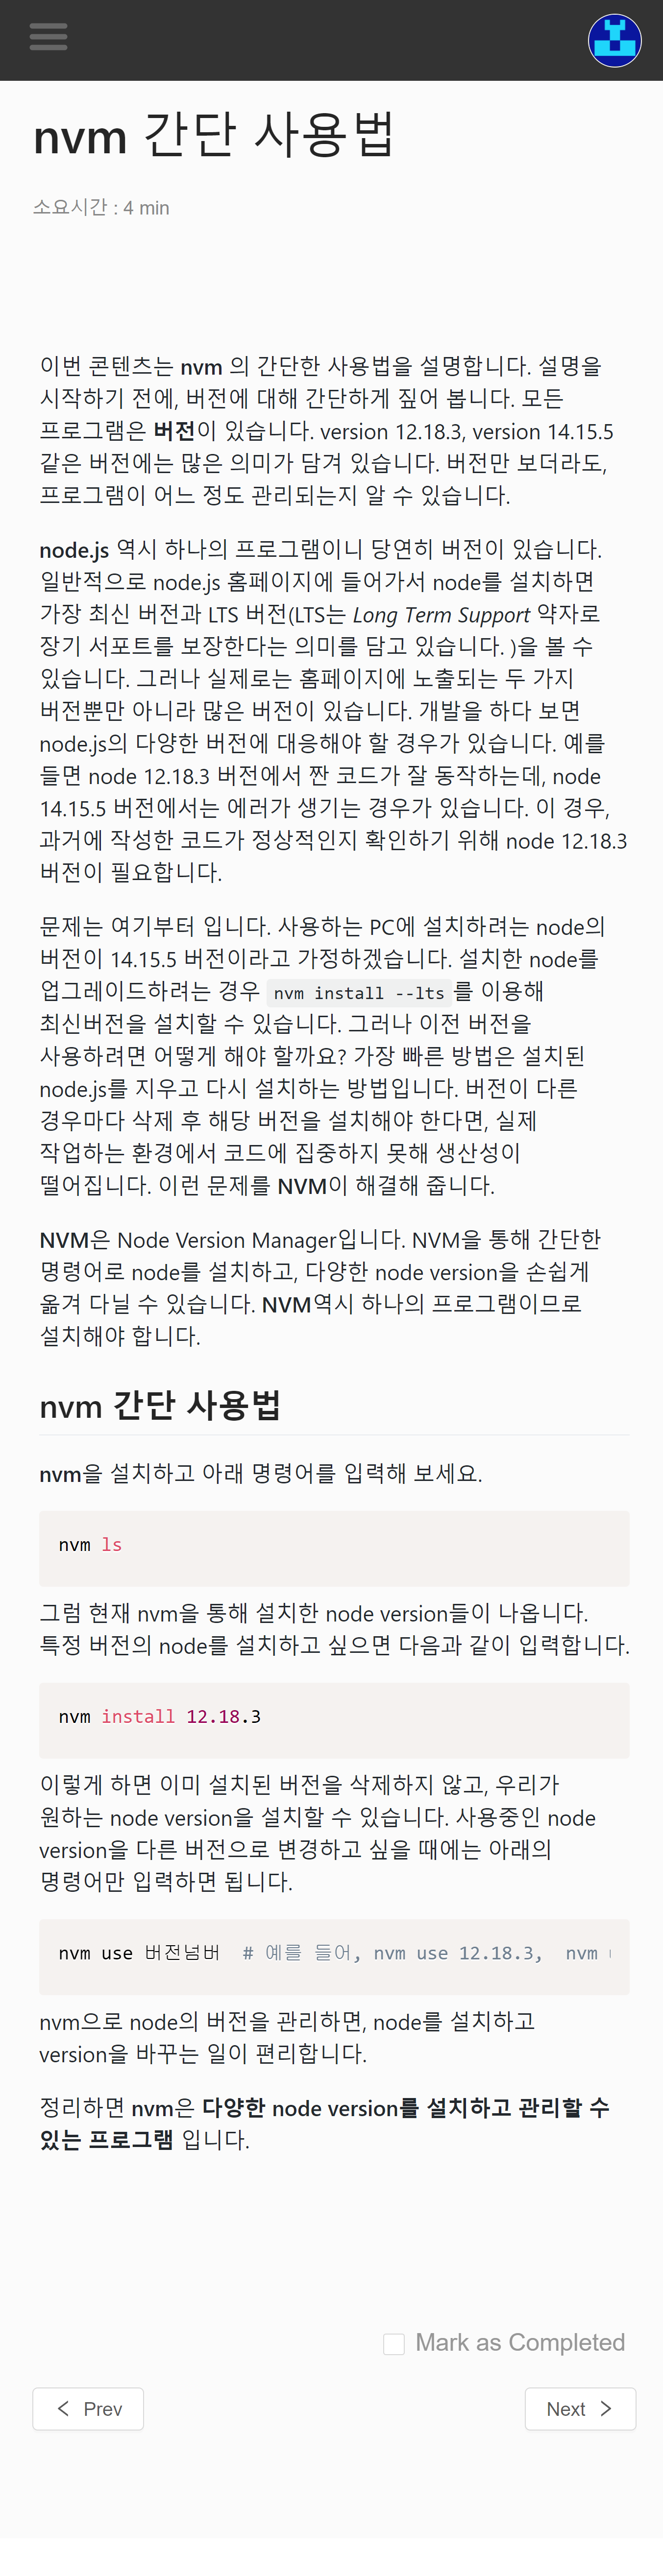 nvm 간단 사용법
소요시간 : 4 min
이번 콘텐츠는 nvm 의 간단한 사용법을 설명합니다. 설명을
시작하기 전에, 버전에 대해 간단하게 짚어 봅니다. 모든
프로그램은 버전이 있습니다. version 12.18.3, version 14.15.5
같은 버전에는 많은 의미가 담겨 있습니다. 버전만 보더라도,
프로그램이 어느 정도 관리되는지 알 수 있습니다.
node.js 역시 하나의 프로그램이니 당연히 버전이 있습니다.
일반적으로 node.js 홈페이지에 들어가서 node를 설치하면
가장 최신 버전과 LTS 버전(LTS는 Long Term Support 약자로
장기 서포트를 보장한다는 의미를 담고 있습니다. )을 볼 수
있습니다. 그러나 실제로는 홈페이지에 노출되는 두 가지
버전뿐만 아니라 많은 버전이 있습니다. 개발을 하다 보면
node.js의 다양한 버전에 대응해야 할 경우가 있습니다. 예를
들면 node 12.18.3 버전에서 짠 코드가 잘 동작하는데, node
14.15.5 버전에서는 에러가 생기는 경우가 있습니다. 이 경우,
과거에 작성한 코드가 정상적인지 확인하기 위해 node 12.18.3
버전이 필요합니다.
문제는 여기부터 입니다. 사용하는 PC에 설치하려는 node의
버전이 14.15.5 버전이라고 가정하겠습니다. 설치한 node를
업그레이드하려는 경우 nvm install --lts를 이용해
최신버전을 설치할 수 있습니다. 그러나 이전 버전을
사용하려면 어떻게 해야 할까요? 가장 빠른 방법은 설치된
node.js를 지우고 다시 설치하는 방법입니다. 버전이 다른
경우마다 삭제 후 해당 버전을 설치해야 한다면, 실제
작업하는 환경에서 코드에 집중하지 못해 생산성이
떨어집니다. 이런 문제를 NVM이 해결해 줍니다.
NVM은 Node Version Manager입니다. NVM을 통해 간단한
명령어로 node를 설치하고, 다양한 node version을 손쉽게
옮겨 다닐 수 있습니다. NVM역시 하나의 프로그램이므로
설치해야 합니다.
nvm 간단 사용법
nvm을 설치하고 아래 명령어를 입력해 보세요.
nvm ls
그럼 현재 nvm을 통해 설치한 node version들이 나옵니다.
특정 버전의 node를 설치하고 싶으면 다음과 같이 입력합니다.
nvm install 12.18.3
이렇게 하면 이미 설치된 버전을 삭제하지 않고, 우리가
원하는 node version을 설치할 수 있습니다. 사용중인 node
version을 다른 버전으로 변경하고 싶을 때에는 아래의
명령어만 입력하면 됩니다.
nvm use 버전넘버 # 예를 들어, nvm use 12.18.3, nvm
nvm으로 node의 버전을 관리하면, node를 설치하고
version을 바꾸는 일이 편리합니다.
정리하면 nvm은 다양한 node version를 설치하고 관리할 수
있는 프로그램 입니다.
Mark as Completed
Prev
Next